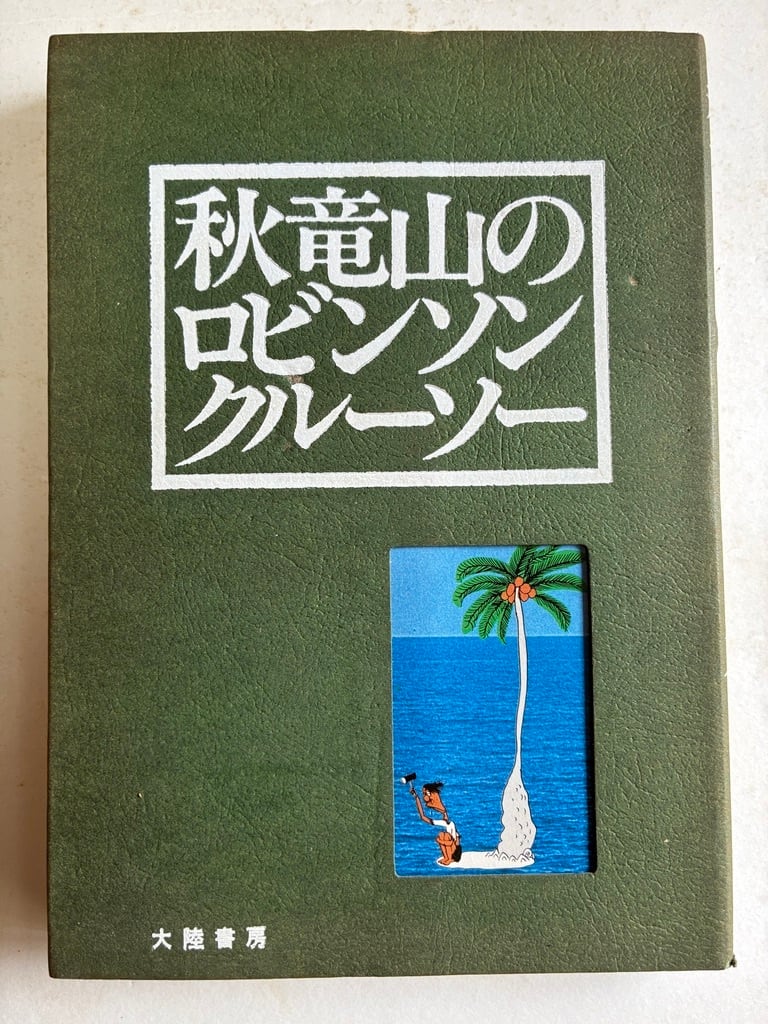 秋竜山の
ロビンソン
クルーソー
大陸書房